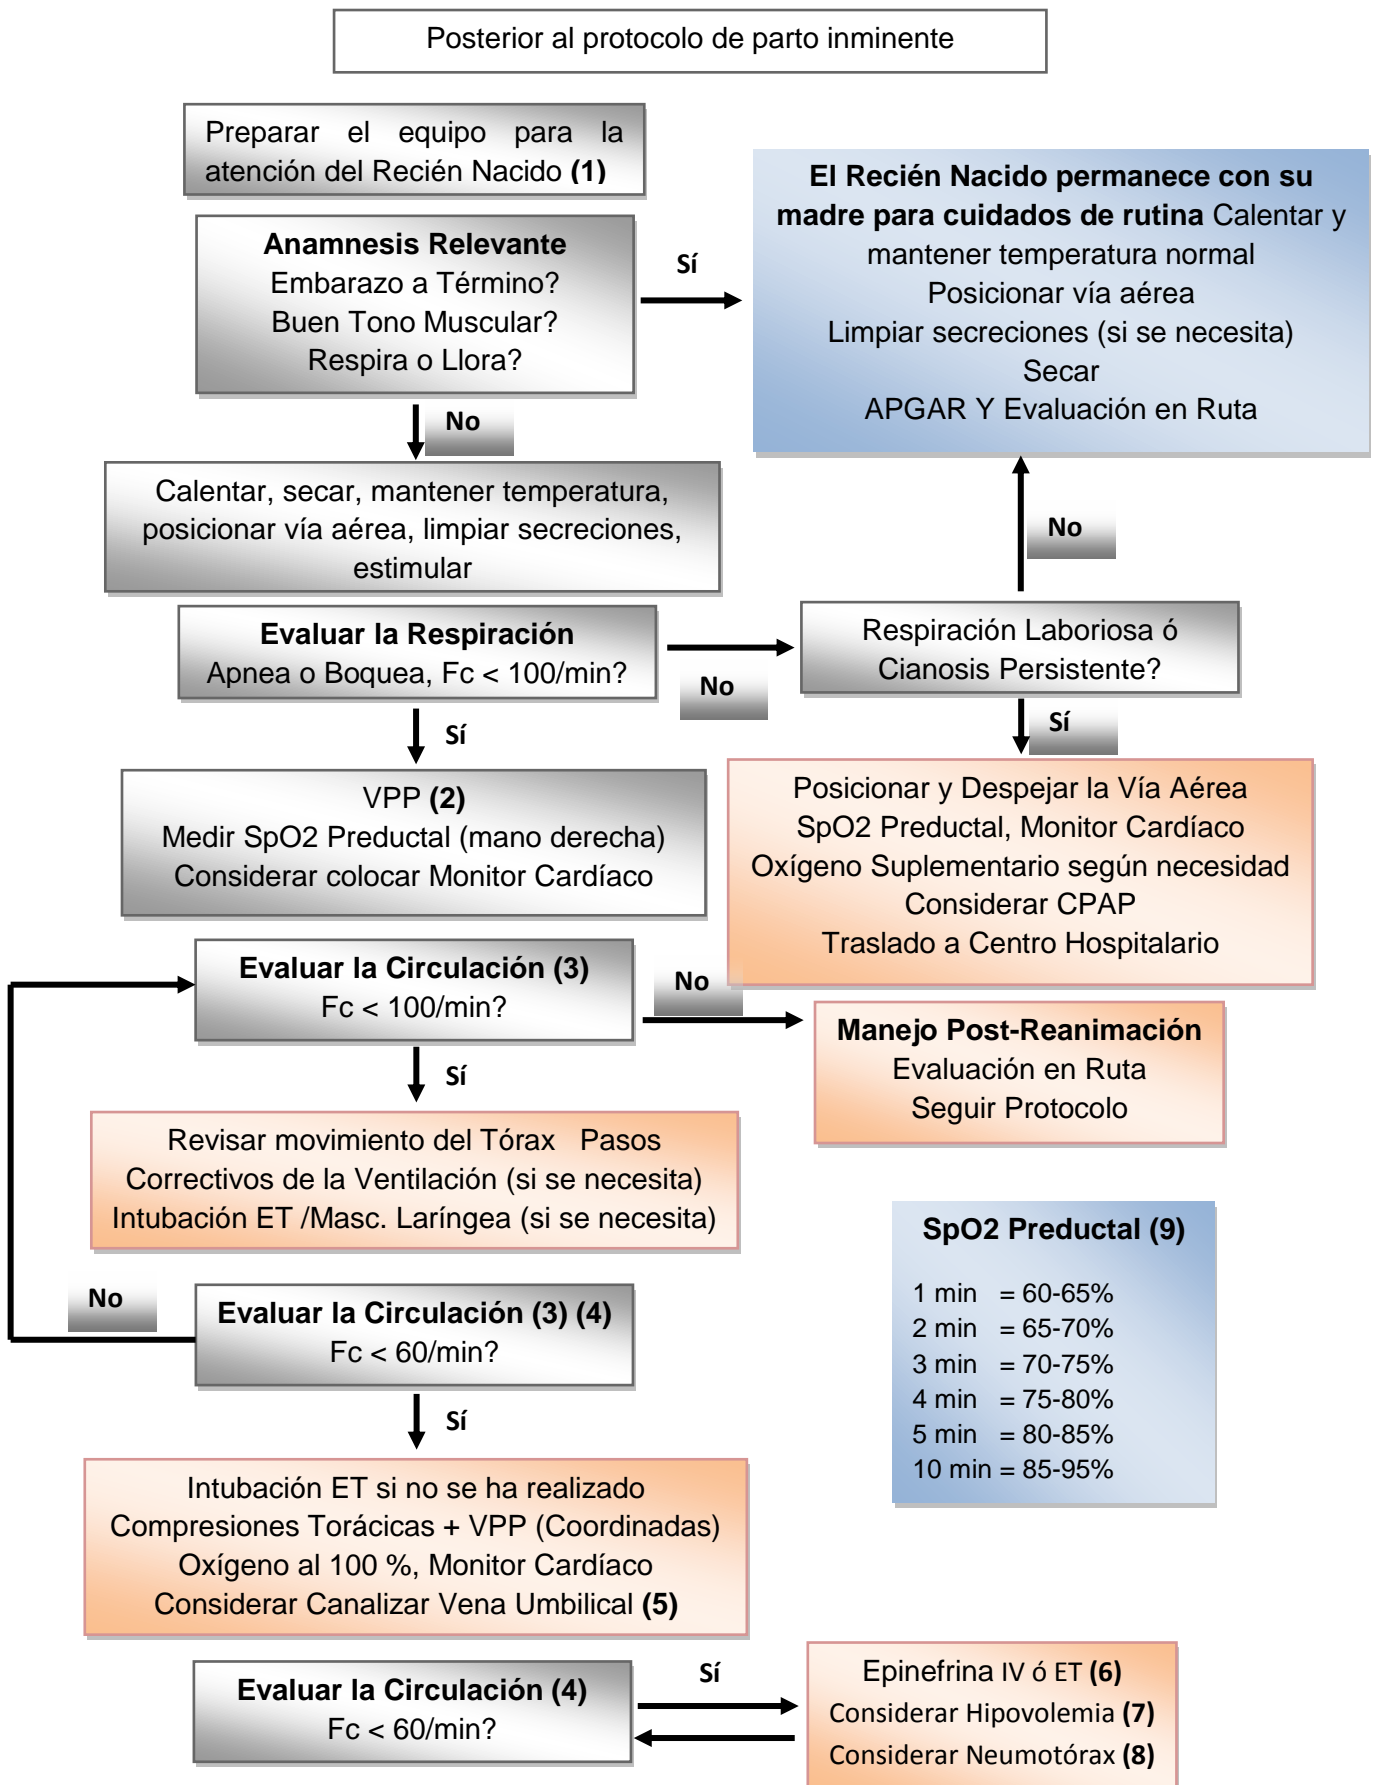 Posterior al protocolo de parto inminente
Preparar el equipo para la
atención del Recién Nacido (1)
Anamnesis Relevante
Embarazo a Término?
Buen Tono Muscular?
Respira o Llora?
Sí
El Recién Nacido permanece con su
madre para cuidados de rutina Calentar y
mantener temperatura normal
Posicionar vía aérea
Limpiar secreciones (si se necesita)
Secar
APGAR Y Evaluación en Ruta
No
Calentar, secar, mantener temperatura,
posicionar vía aérea, limpiar secreciones,
estimular
No
Evaluar la Respiración
Apnea o Boquea, Fc < 100/min?
No
Respiración Laboriosa ó
Cianosis Persistente?
Sí
Sí
VPP (2)
Medir SpO2 Preductal (mano derecha)
Considerar colocar Monitor Cardíaco
Posicionar y Despejar la Vía Aérea
SpO2 Preductal, Monitor Cardíaco
Oxígeno Suplementario según necesidad
Considerar CPAP
Traslado a Centro Hospitalario
Evaluar la Circulación (3)
Fc < 100/min?
No
Manejo Post-Reanimación
Evaluación en Ruta
Seguir Protocolo
Sí
Revisar movimiento del Tórax Pasos
Correctivos de la Ventilación (si se necesita)
Intubación ET /Masc. Laríngea (si se necesita)
SpO2 Preductal (9)
1 min = 60-65%
2 min = 65-70%
3 min = 70-75%
4 min = 75-80%
5 min = 80-85%
10 min = 85-95%
No
Evaluar la Circulación (3) (4)
Fc < 60/min?
Sí
Intubación ET si no se ha realizado
Compresiones Torácicas + VPP (Coordinadas)
Oxígeno al 100 %, Monitor Cardíaco
Considerar Canalizar Vena Umbilical (5)
Evaluar la Circulación (4)
Fc < 60/min?
Sí
Epinefrina IV ó ET (6)
Considerar Hipovolemia (7)
Considerar Neumotórax (8)